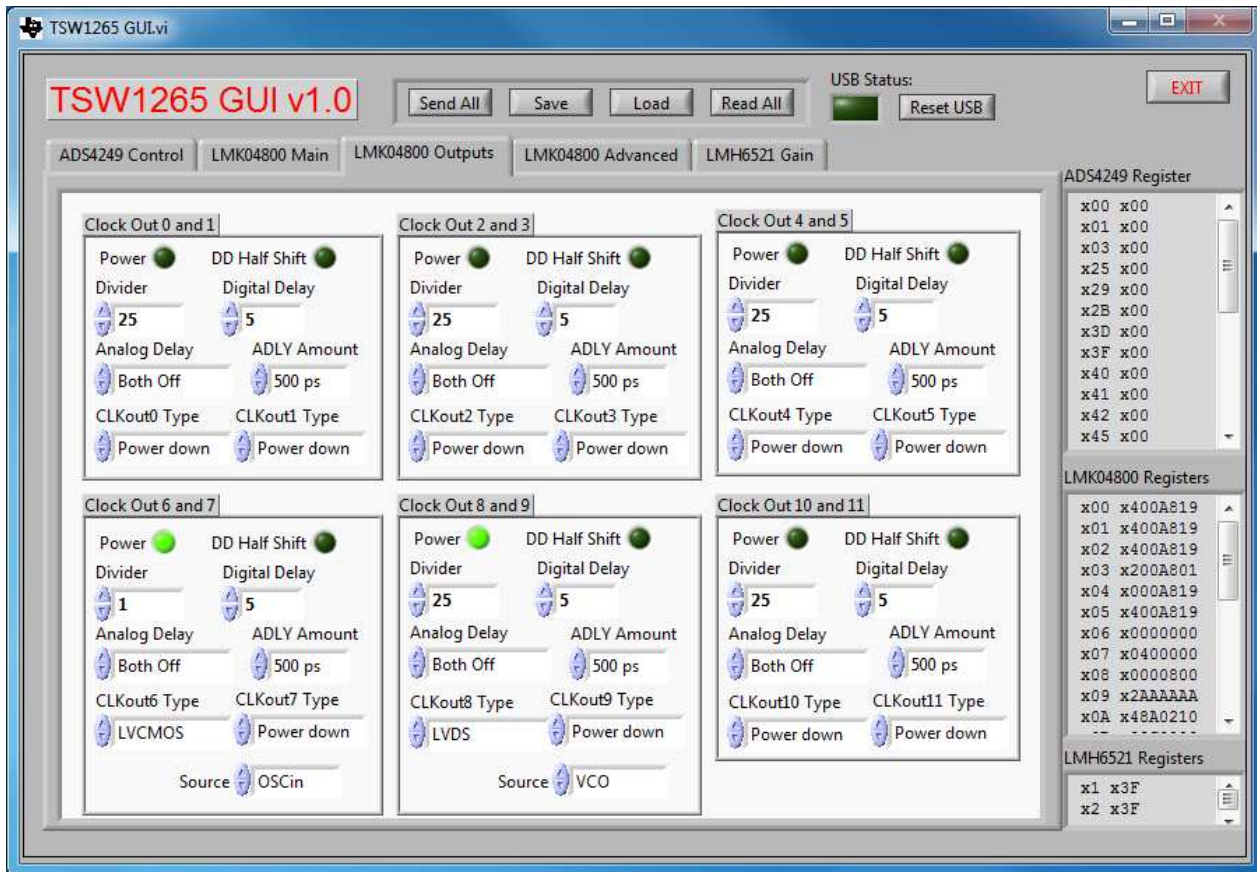 TSW1265 GUI.vi
TSW1265 GUI v1.0
Send All Save Load Read All
USB Status:
Reset USB
EXIT
ADS4249 Control LMK04800 Main LMK04800 Outputs LMK04800 Advanced LMH6521 Gain
Clock Out 0 and 1
Power DD Half Shift
Divider Digital Delay
25 5
Analog Delay ADLY Amount
Both Off 500 ps
CLKout0 Type CLKout1 Type
Power down Power down
Clock Out 2 and 3
Power DD Half Shift
Divider Digital Delay
25 5
Analog Delay ADLY Amount
Both Off 500 ps
CLKout2 Type CLKout3 Type
Power down Power down
Clock Out 4 and 5
Power DD Half Shift
Divider Digital Delay
25 5
Analog Delay ADLY Amount
Both Off 500 ps
CLKout4 Type CLKout5 Type
Power down Power down
Clock Out 6 and 7
Power DD Half Shift
Divider Digital Delay
1 5
Analog Delay ADLY Amount
Both Off 500 ps
CLKout6 Type CLKout7 Type
LVCMOS Power down
Source OSCin
Clock Out 8 and 9
Power DD Half Shift
Divider Digital Delay
25 5
Analog Delay ADLY Amount
Both Off 500 ps
CLKout8 Type CLKout9 Type
LVDS Power down
Source VCO
Clock Out 10 and 11
Power DD Half Shift
Divider Digital Delay
25 5
Analog Delay ADLY Amount
Both Off 500 ps
CLKout10 Type CLKout11 Type
Power down Power down
ADS4249 Register
x00 x00
x01 x00
x03 x00
x25 x00
x29 x00
x2B x00
x3D x00
x3F x00
x40 x00
x41 x00
x42 x00
x45 x00
LMK04800 Registers
x00 x400A819
x01 x400A819
x02 x400A819
x03 x200A801
x04 x000A819
x05 x400A819
x06 x0000000
x07 x0400000
x08 x0000800
x09 x2AAAAAA
x0A x48A0210
LMH6521 Registers
x1 x3F
x2 x3F